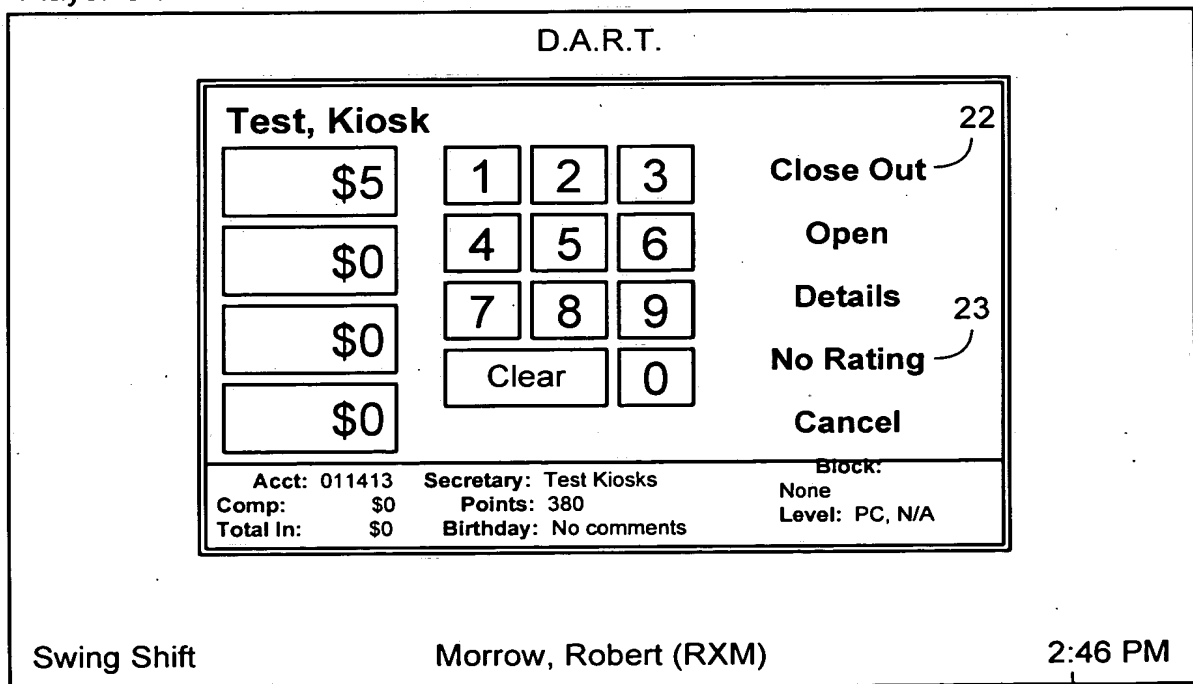 D.A.R.T.
Test, Kiosk
22
$5 1 2 3 Close Out
$0 4 5 6 Open
$0 7 8 9 Details
23
$0 Clear 0 No Rating
Cancel
Acct: 011413 Secretary: Test Kiosks Block:
Comp: $0 Points: 380 None
Total In: $0 Birthday: No comments Level: PC, N/A
Swing Shift Morrow, Robert (RXM) 2:46 PM